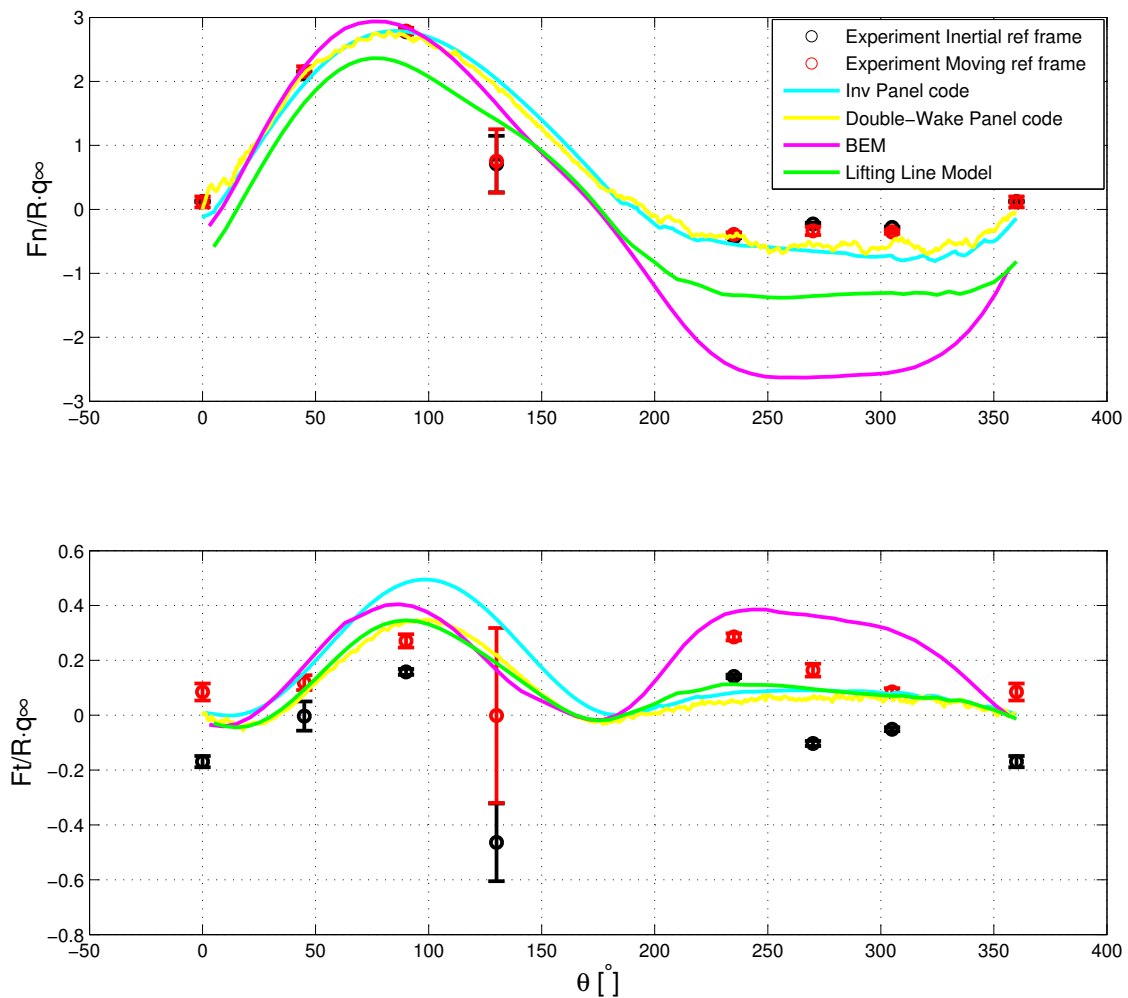 3
2
1
0
−1
−2
−3
Fn/R·q∞
−50 0 50 100 150 200 250 300 350 400
Experiment Inertial ref frame
Experiment Moving ref frame
Inv Panel code
Double−Wake Panel code
BEM
Lifting Line Model
0.6
0.4
0.2
0
−0.2
−0.4
−0.6
−0.8
Ft/R·q∞
−50 0 50 100 150 200 250 300 350 400
θ [°]